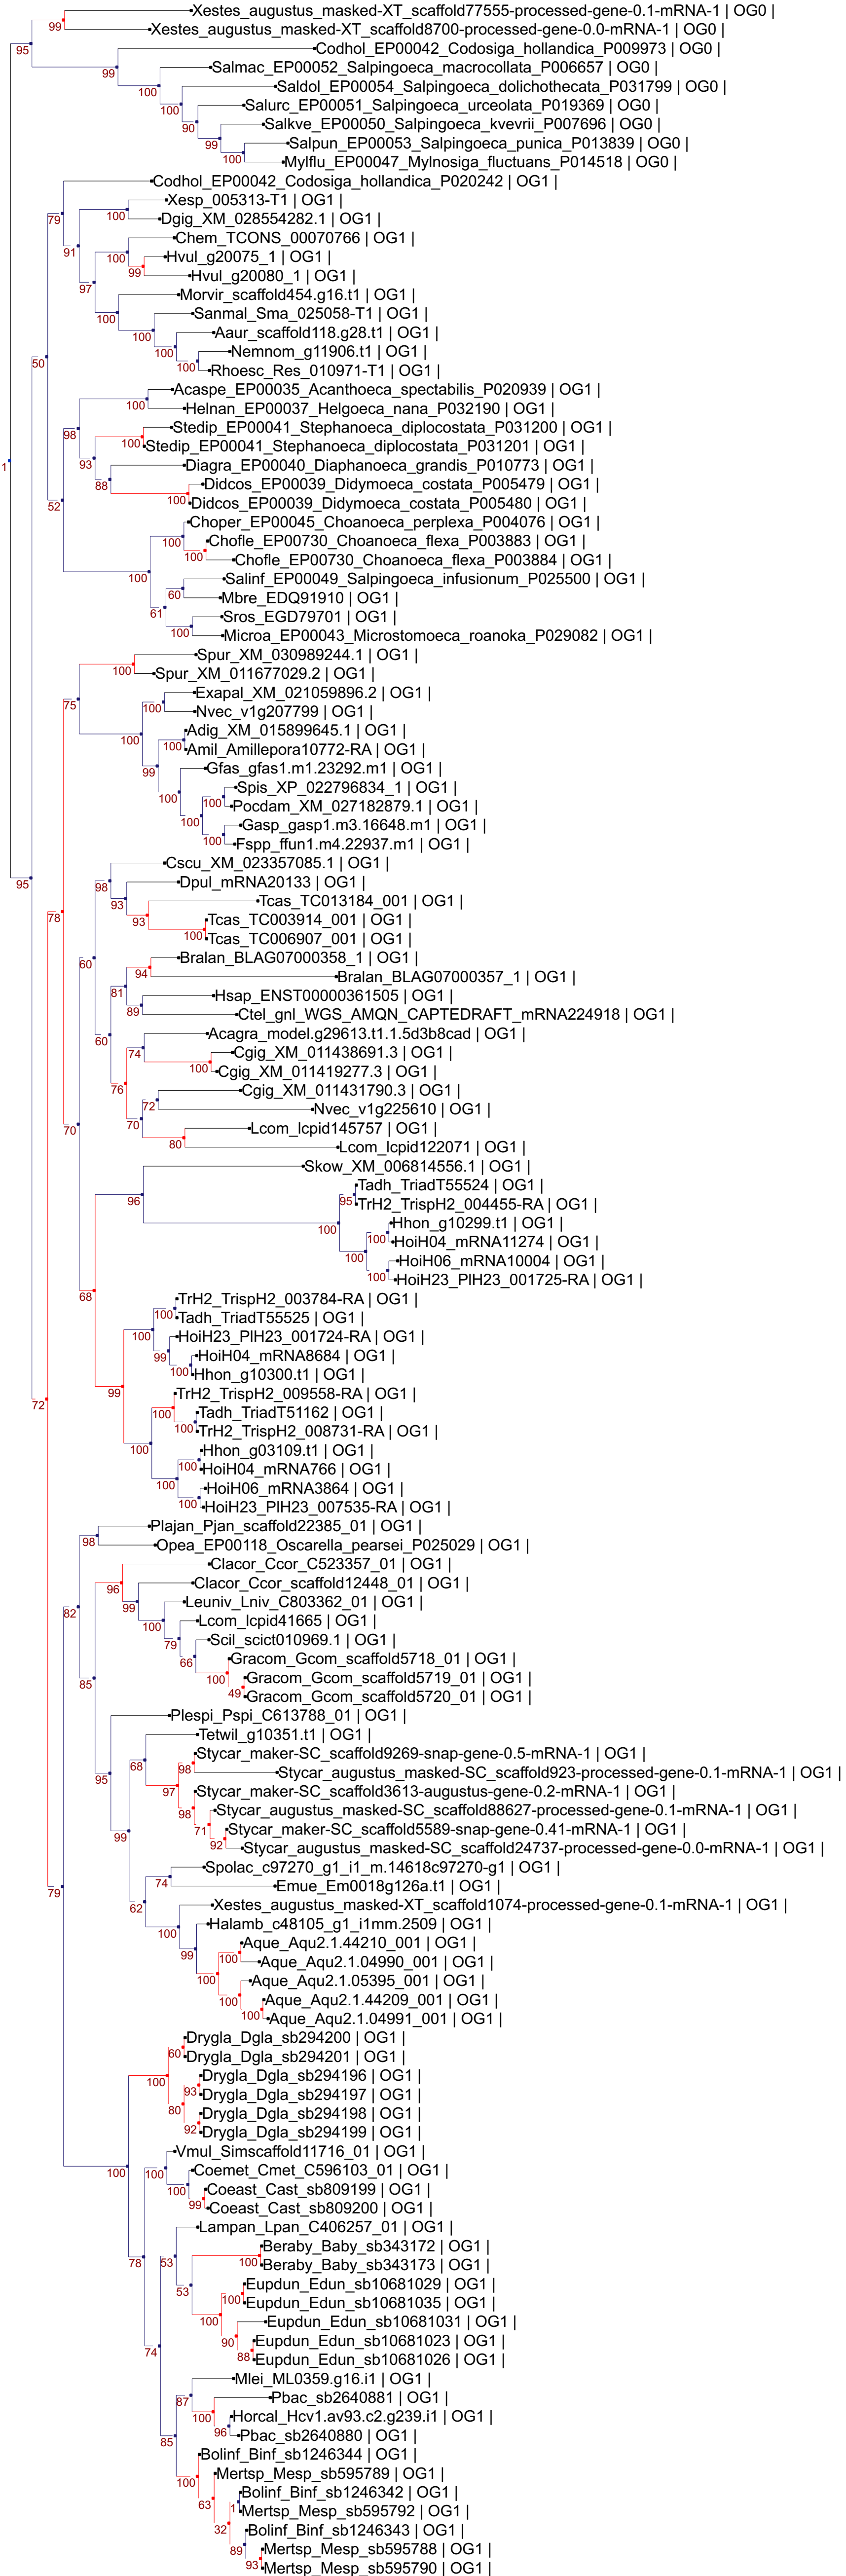 Xestes_augustus_masked-XT_scaffold77555-processed-gene-0.1-mRNA-1 | OG0 |
99
Xestes_augustus_masked-XT_scaffold8700-processed-gene-0.0-mRNA-1 | OG0 |
95
Codhol_EP00042_Codosiga_hollandica_P009973 | OG0 |
99
Salmac_EP00052_Salpingoeca_macrocollata_P006657 | OG0 |
100
Saldol_EP00054_Salpingoeca_dolichothecata_P031799 | OG0 |
100
Salurc_EP00051_Salpingoeca_urceolata_P019369 | OG0 |
90
Salkve_EP00050_Salpingoeca_kvevrii_P007696 | OG0 |
99
Salpun_EP00053_Salpingoeca_punica_P013839 | OG0 |
100
Mylflu_EP00047_Mylnosiga_fluctuans_P014518 | OG0 |
Codhol_EP00042_Codosiga_hollandica_P020242 | OG1 |
79
Xesp_005313-T1 | OG1 |
100
Dgig_XM_028554282.1 | OG1 |
91
Chem_TCONS_00070766 | OG1 |
100
Hvul_g20075_1 | OG1 |
99
Hvul_g20080_1 | OG1 |
97
Morvir_scaffold454.g16.t1 | OG1 |
100
Sanmal_Sma_025058-T1 | OG1 |
100
Aaur_scaffold118.g28.t1 | OG1 |
100
Nemnom_g11906.t1 | OG1 |
100
Rhoesc_Res_010971-T1 | OG1 |
50
Acaspe_EP00035_Acanthoeca_spectabilis_P020939 | OG1 |
100
Helnan_EP00037_Helgoeca_nana_P032190 | OG1 |
98
Stedip_EP00041_Stephanoeca_diplocostata_P031200 | OG1 |
100
Stedip_EP00041_Stephanoeca_diplocostata_P031201 | OG1 |
93
Diagra_EP00040_Diaphanoeca_grandis_P010773 | OG1 |
88
Didcos_EP00039_Didymoeca_costata_P005479 | OG1 |
100
Didcos_EP00039_Didymoeca_costata_P005480 | OG1 |
52
Choper_EP00045_Choanoeca_perplexa_P004076 | OG1 |
100
Chofle_EP00730_Choanoeca_flexa_P003883 | OG1 |
100
Chofle_EP00730_Choanoeca_flexa_P003884 | OG1 |
100
Salinf_EP00049_Salpingoeca_infusionum_P025500 | OG1 |
60
Mbre_EDQ91910 | OG1 |
61
Sros_EGD79701 | OG1 |
100
Microa_EP00043_Microstomoeca_roanoka_P029082 | OG1 |
1
Spur_XM_030989244.1 | OG1 |
100
Spur_XM_011677029.2 | OG1 |
75
Exapal_XM_021059896.2 | OG1 |
100
Nvec_v1g207799 | OG1 |
100
Adig_XM_015899645.1 | OG1 |
100
Amil_Amillepora10772-RA | OG1 |
99
Gfas_gfas1.m1.23292.m1 | OG1 |
100
Spis_XP_022796834_1 | OG1 |
100
Pocdam_XM_027182879.1 | OG1 |
100
Gasp_gasp1.m3.16648.m1 | OG1 |
100
Fspp_ffun1.m4.22937.m1 | OG1 |
95
Cscu_XM_023357085.1 | OG1 |
98
Dpul_mRNA20133 | OG1 |
93
Tcas_TC013184_001 | OG1 |
93
Tcas_TC003914_001 | OG1 |
100
Tcas_TC006907_001 | OG1 |
78
60
Bralan_BLAG07000358_1 | OG1 |
94
Bralan_BLAG07000357_1 | OG1 |
81
Hsap_ENST00000361505 | OG1 |
89
Ctel_gnl_WGS_AMQN_CAPTEDRAFT_mRNA224918 | OG1 |
60
Acagra_model.g29613.t1.1.5d3b8cad | OG1 |
74
Cgig_XM_011438691.3 | OG1 |
100
Cgig_XM_011419277.3 | OG1 |
76
Cgig_XM_011431790.3 | OG1 |
72
Nvec_v1g225610 | OG1 |
70
Lcom_lcpid145757 | OG1 |
80
Lcom_lcpid122071 | OG1 |
70
Skow_XM_006814556.1 | OG1 |
96
Tadh_TriadT55524 | OG1 |
95
TrH2_TrispH2_004455-RA | OG1 |
100
Hhon_g10299.t1 | OG1 |
100
HoiH04_mRNA11274 | OG1 |
100
HoiH06_mRNA10004 | OG1 |
100
HoiH23_PlH23_001725-RA | OG1 |
68
TrH2_TrispH2_003784-RA | OG1 |
100
Tadh_TriadT55525 | OG1 |
100
HoiH23_PlH23_001724-RA | OG1 |
99
HoiH04_mRNA8684 | OG1 |
100
Hhon_g10300.t1 | OG1 |
99
TrH2_TrispH2_009558-RA | OG1 |
100
Tadh_TriadT51162 | OG1 |
100
TrH2_TrispH2_008731-RA | OG1 |
100
Hhon_g03109.t1 | OG1 |
100
HoiH04_mRNA766 | OG1 |
100
HoiH06_mRNA3864 | OG1 |
100
HoiH23_PlH23_007535-RA | OG1 |
72
Plajan_Pjan_scaffold22385_01 | OG1 |
98
Opea_EP00118_Oscarella_pearsei_P025029 | OG1 |
82
Clacor_Ccor_C523357_01 | OG1 |
96
Clacor_Ccor_scaffold12448_01 | OG1 |
99
Leuniv_Lniv_C803362_01 | OG1 |
100
Lcom_lcpid41665 | OG1 |
79
Scil_scict010969.1 | OG1 |
66
Gracom_Gcom_scaffold5718_01 | OG1 |
100
Gracom_Gcom_scaffold5719_01 | OG1 |
49
Gracom_Gcom_scaffold5720_01 | OG1 |
85
Plespi_Pspi_C613788_01 | OG1 |
95
Tetwil_g10351.t1 | OG1 |
68
Stycar_maker-SC_scaffold9269-snap-gene-0.5-mRNA-1 | OG1 |
98
Stycar_augustus_masked-SC_scaffold923-processed-gene-0.1-mRNA-1 | OG1 |
97
Stycar_maker-SC_scaffold3613-augustus-gene-0.2-mRNA-1 | OG1 |
98
Stycar_augustus_masked-SC_scaffold88627-processed-gene-0.1-mRNA-1 | OG1 |
71
Stycar_maker-SC_scaffold5589-snap-gene-0.41-mRNA-1 | OG1 |
92
Stycar_augustus_masked-SC_scaffold24737-processed-gene-0.0-mRNA-1 | OG1 |
99
Spolac_c97270_g1_i1_m.14618c97270-g1 | OG1 |
74
Emue_Em0018g126a.t1 | OG1 |
79
62
Xestes_augustus_masked-XT_scaffold1074-processed-gene-0.1-mRNA-1 | OG1 |
100
Halamb_c48105_g1_i1mm.2509 | OG1 |
99
Aque_Aqu2.1.44210_001 | OG1 |
100
Aque_Aqu2.1.04990_001 | OG1 |
100
Aque_Aqu2.1.05395_001 | OG1 |
100
Aque_Aqu2.1.44209_001 | OG1 |
100
Aque_Aqu2.1.04991_001 | OG1 |
Drygla_Dgla_sb294200 | OG1 |
60
Drygla_Dgla_sb294201 | OG1 |
100
Drygla_Dgla_sb294196 | OG1 |
93
Drygla_Dgla_sb294197 | OG1 |
80
Drygla_Dgla_sb294198 | OG1 |
92
Drygla_Dgla_sb294199 | OG1 |
Vmul_Simscaffold11716_01 | OG1 |
100
100
Coemet_Cmet_C596103_01 | OG1 |
100
Coeast_Cast_sb809199 | OG1 |
99
Coeast_Cast_sb809200 | OG1 |
78
Lampan_Lpan_C406257_01 | OG1 |
53
Beraby_Baby_sb343172 | OG1 |
100
Beraby_Baby_sb343173 | OG1 |
53
Eupdun_Edun_sb10681029 | OG1 |
100
Eupdun_Edun_sb10681035 | OG1 |
100
Eupdun_Edun_sb10681031 | OG1 |
90
Eupdun_Edun_sb10681023 | OG1 |
88
Eupdun_Edun_sb10681026 | OG1 |
74
Mlei_ML0359.g16.i1 | OG1 |
87
Pbac_sb2640881 | OG1 |
100
Horcal_Hcv1.av93.c2.g239.i1 | OG1 |
96
Pbac_sb2640880 | OG1 |
85
Bolinf_Binf_sb1246344 | OG1 |
100
Mertsp_Mesp_sb595789 | OG1 |
63
Bolinf_Binf_sb1246342 | OG1 |
1
Mertsp_Mesp_sb595792 | OG1 |
32
Bolinf_Binf_sb1246343 | OG1 |
89
Mertsp_Mesp_sb595788 | OG1 |
93
Mertsp_Mesp_sb595790 | OG1 |